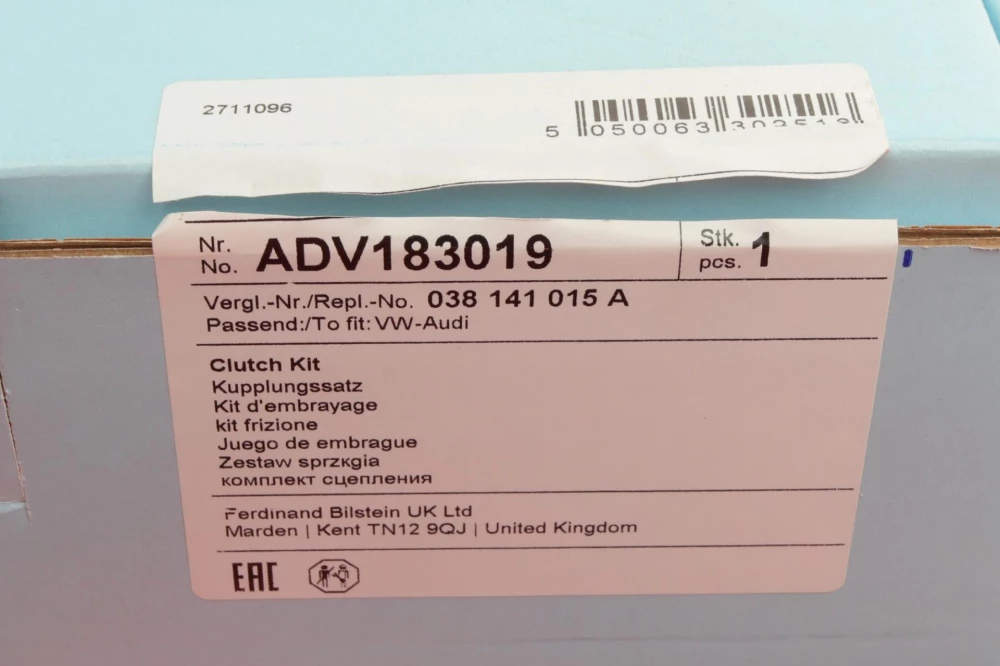 2711096
5 050063
Nr.
No. ADV183019
Stk.
pcs. 1
Vergl.-Nr./Repl.-No. 038 141 015 A
Passend:/To fit: VW-Audi
Clutch Kit
Kupplungssatz
Kit d'embrayage
kit frizione
Juego de embrague
Zestaw sprzкgia
комплект сцепления
Ferdinand Bilstein UK Ltd
Marden | Kent TN12 9QJ | United Kingdom
EAC